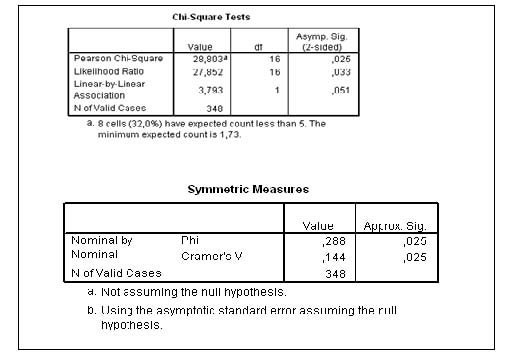 Chi-Square Tests
Value df Asymp. Sig. (2-sided)
Pearson Chi-Square 28,803a 16 ,025
Likelihood Ratio 27,852 16 ,033
Linear-by-Linear Association 3,793 1 ,051
N of Valid Cases 348
a. 8 cells (32,0%) have expected count less than 5. The
minimum expected count is 1,73.
Symmetric Measures
Value Approx. Sig.
Nominal by Nominal Phi ,288 ,025
Cramer's V ,144 ,025
N of Valid Cases 348
a. Not assuming the null hypothesis.
b. Using the asymptotic standard error assuming the null
hypothesis.